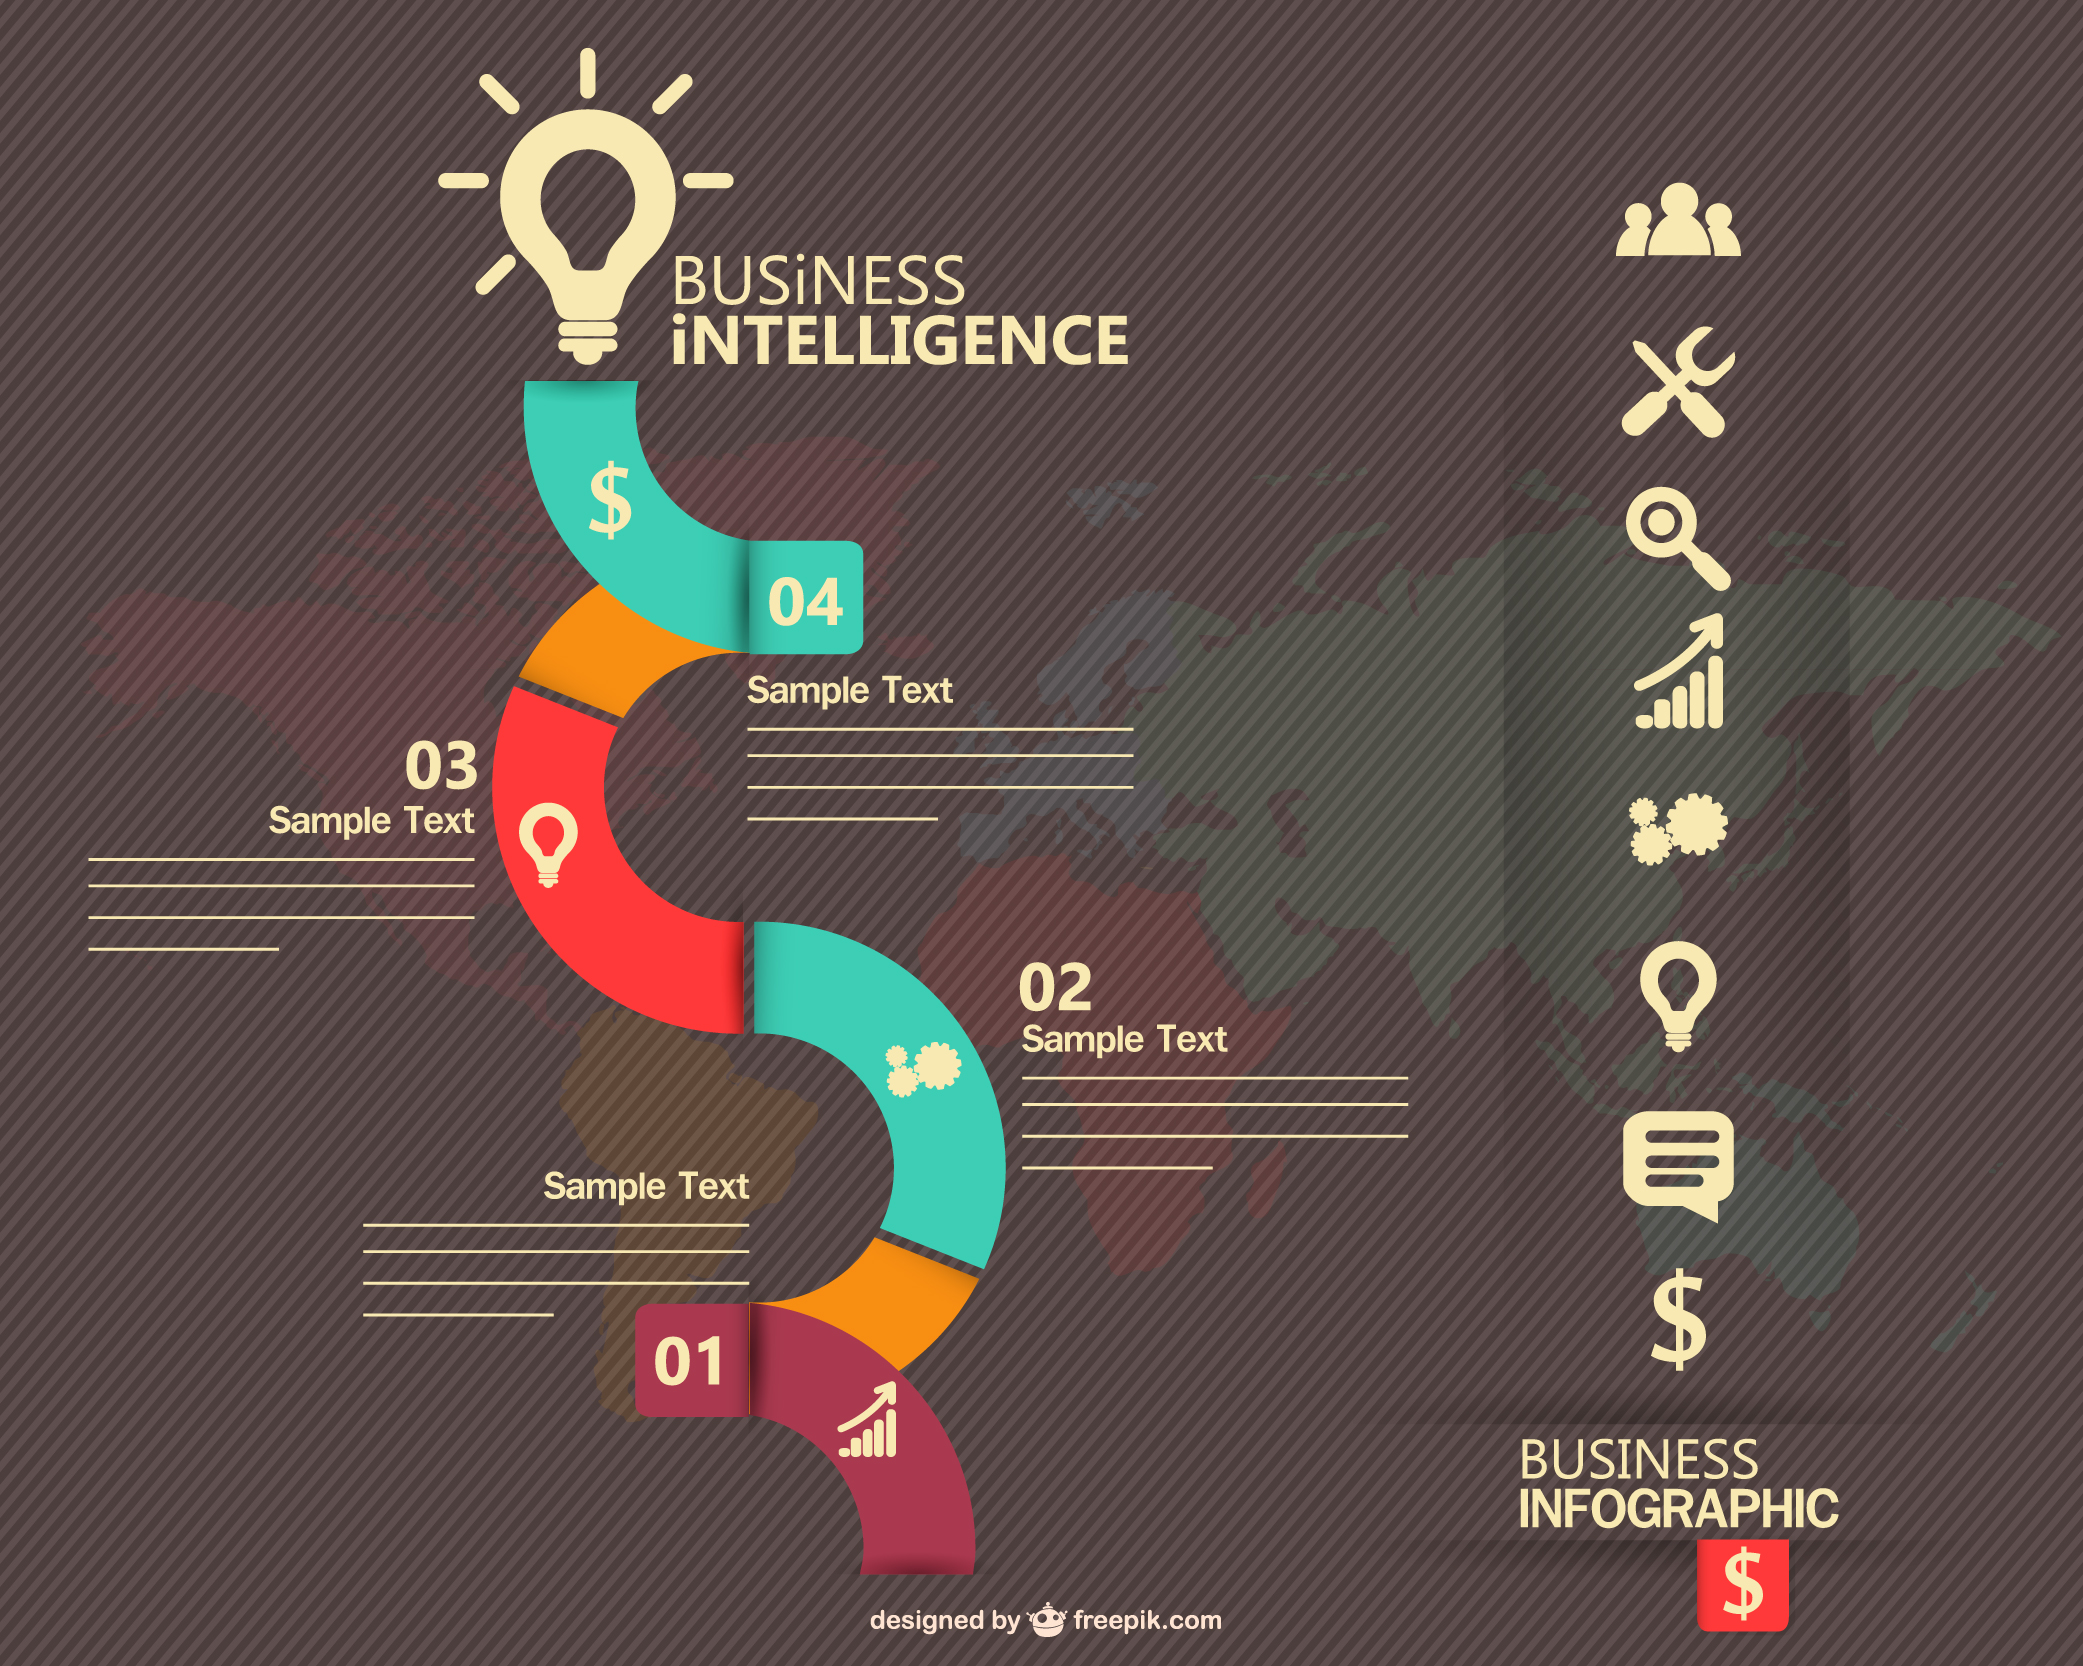 BUSiNESS
iNTELLIGENCE
$
04
Sample Text
03
Sample Text
02
Sample Text
Sample Text
01
$
BUSINESS
INFOGRAPHIC
$
designed by freepik.com